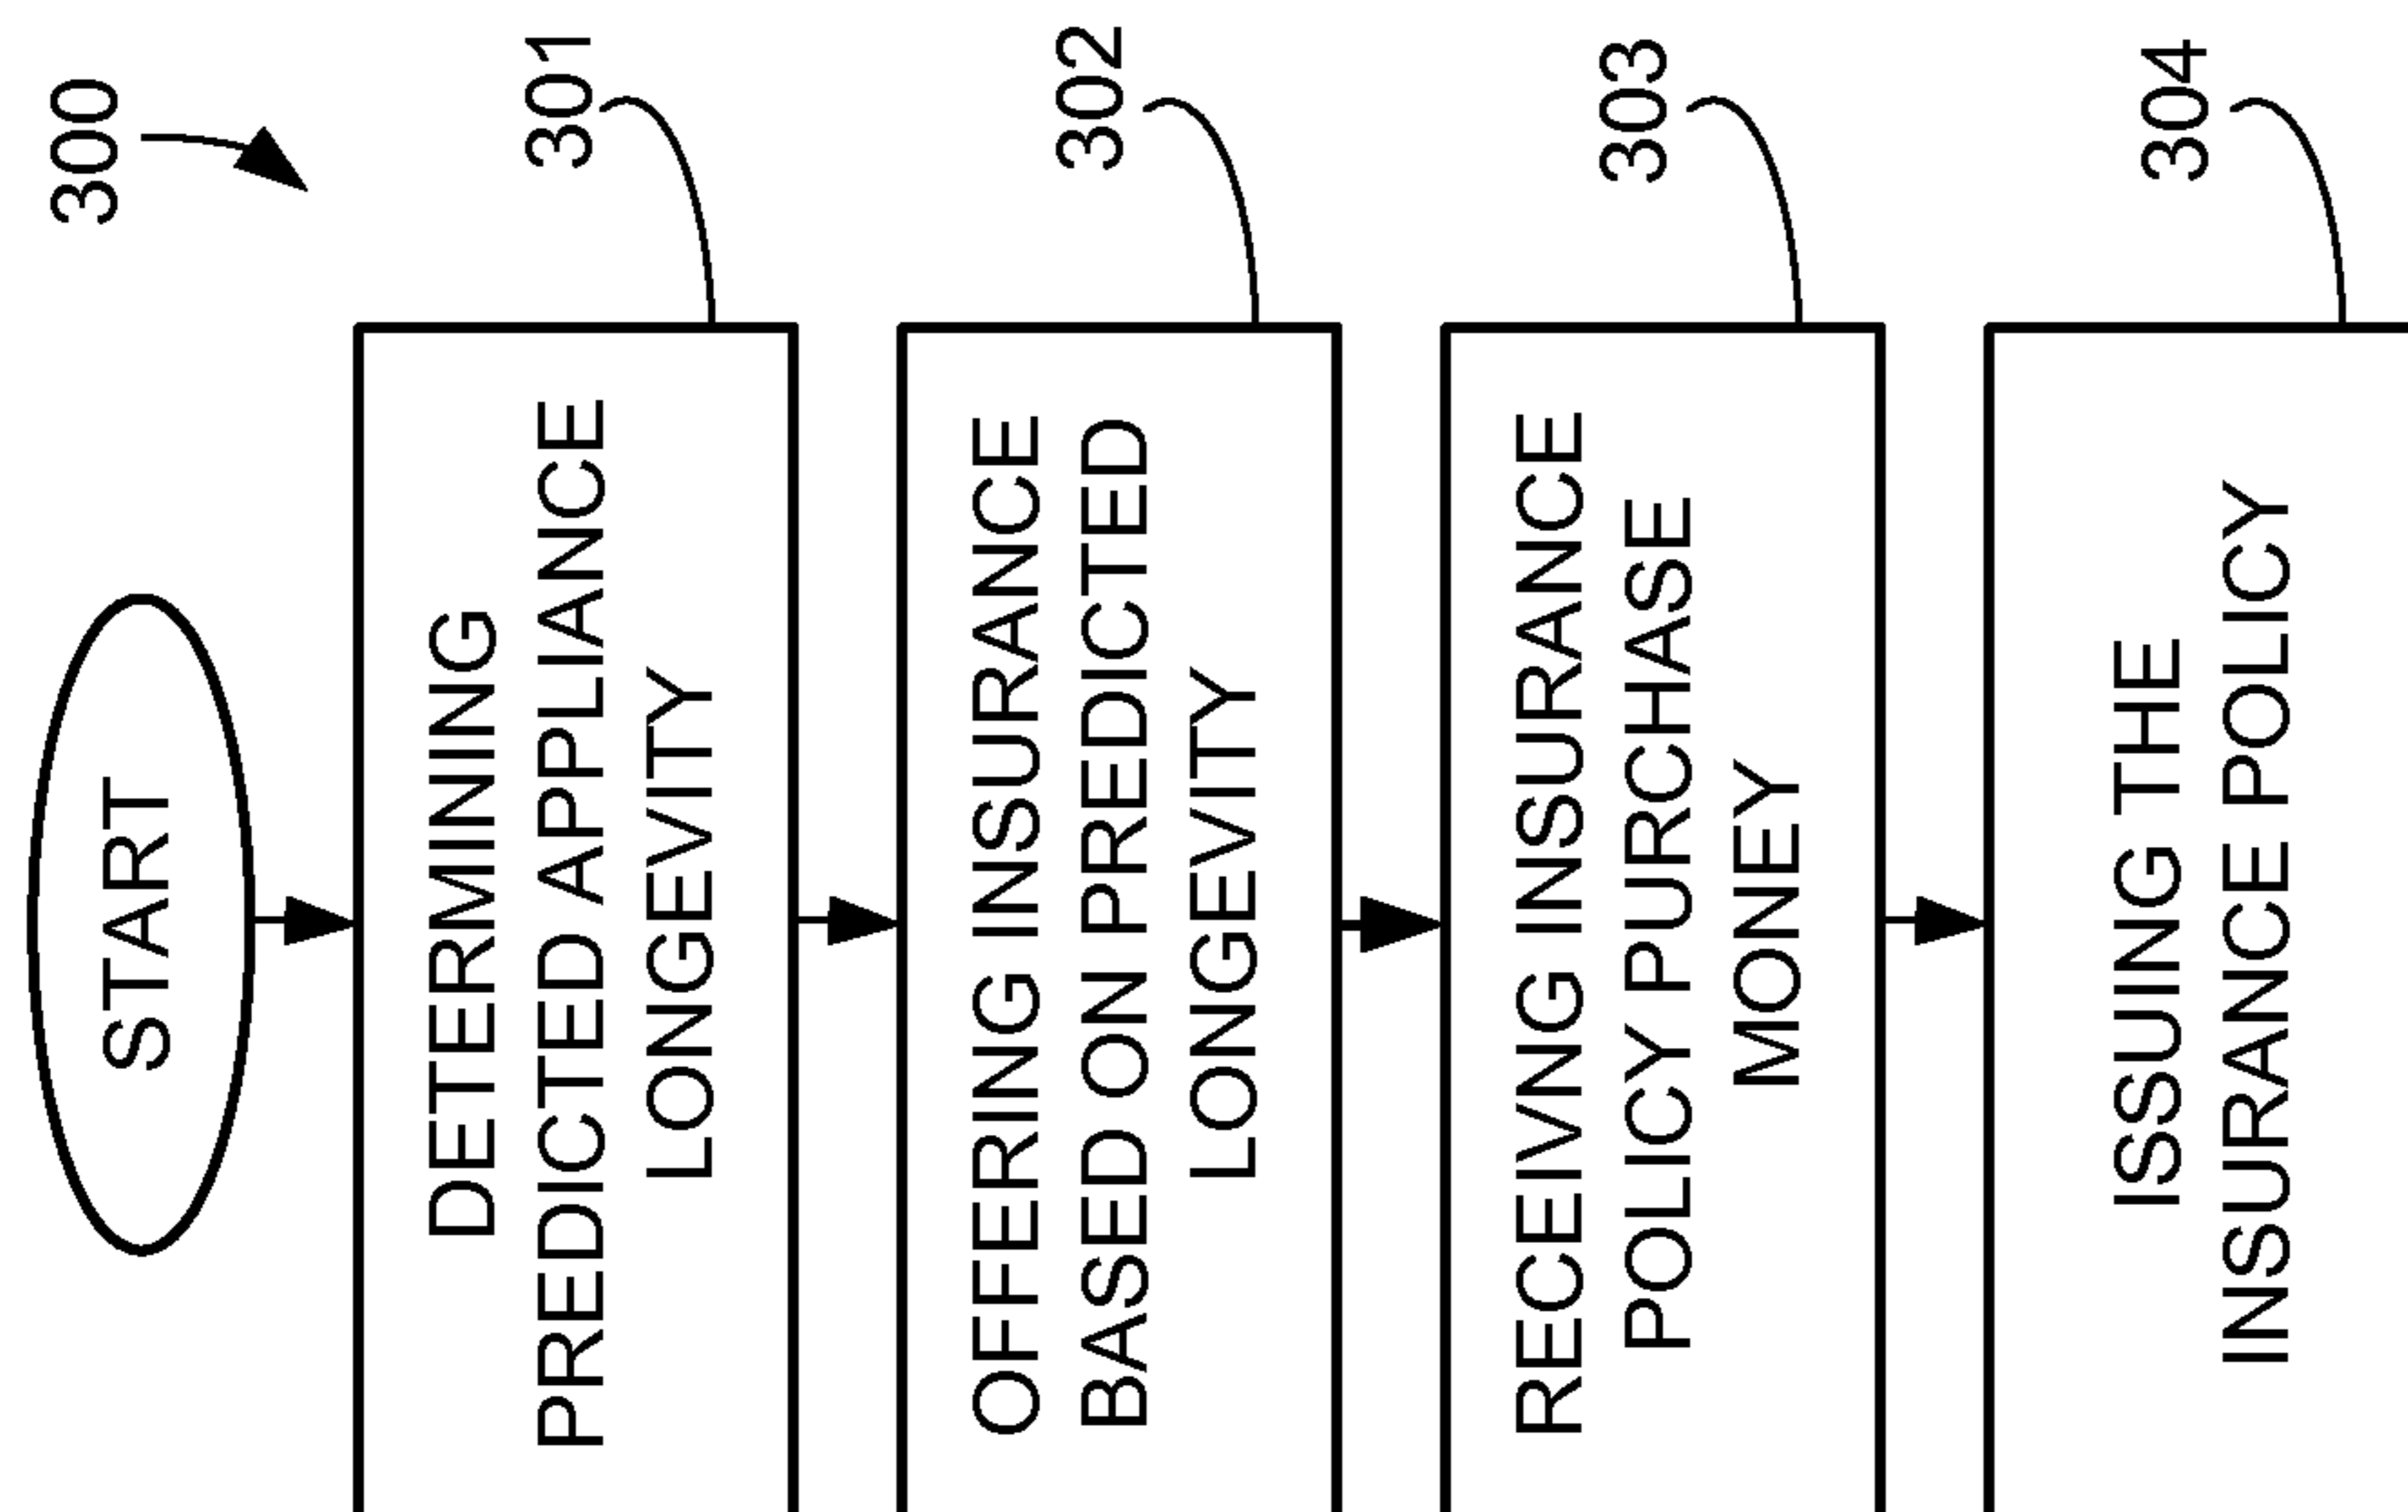 300
START
301
DETERMINING
PREDICTED APPLIANCE
LONGEVITY
302
OFFERING INSURANCE
BASED ON PREDICTED
LONGEVITY
303
RECEIVNG INSURANCE
POLICY PURCHASE
MONEY
304
ISSUING THE
INSURANCE POLICY